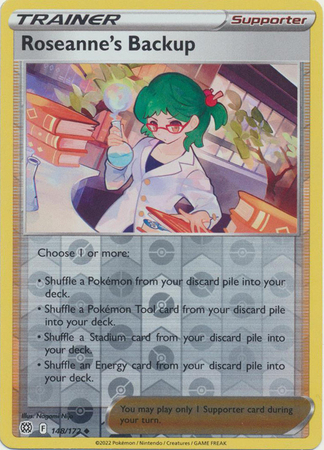 TRAINER Supporter
Roseanne's Backup
Choose 1 or more:
• Shuffle a Pokémon from your discard pile into your
deck.
• Shuffle a Pokémon Tool card from your discard pile
into your deck.
• Shuffle a Stadium card from your discard pile into
your deck.
• Shuffle an Energy card from your discard pile into
your deck.
You may play only 1 Supporter card during
your turn.
Illus.
F 148/172
©2022 Pokémon / Nintendo / Creatures / GAME FREAK